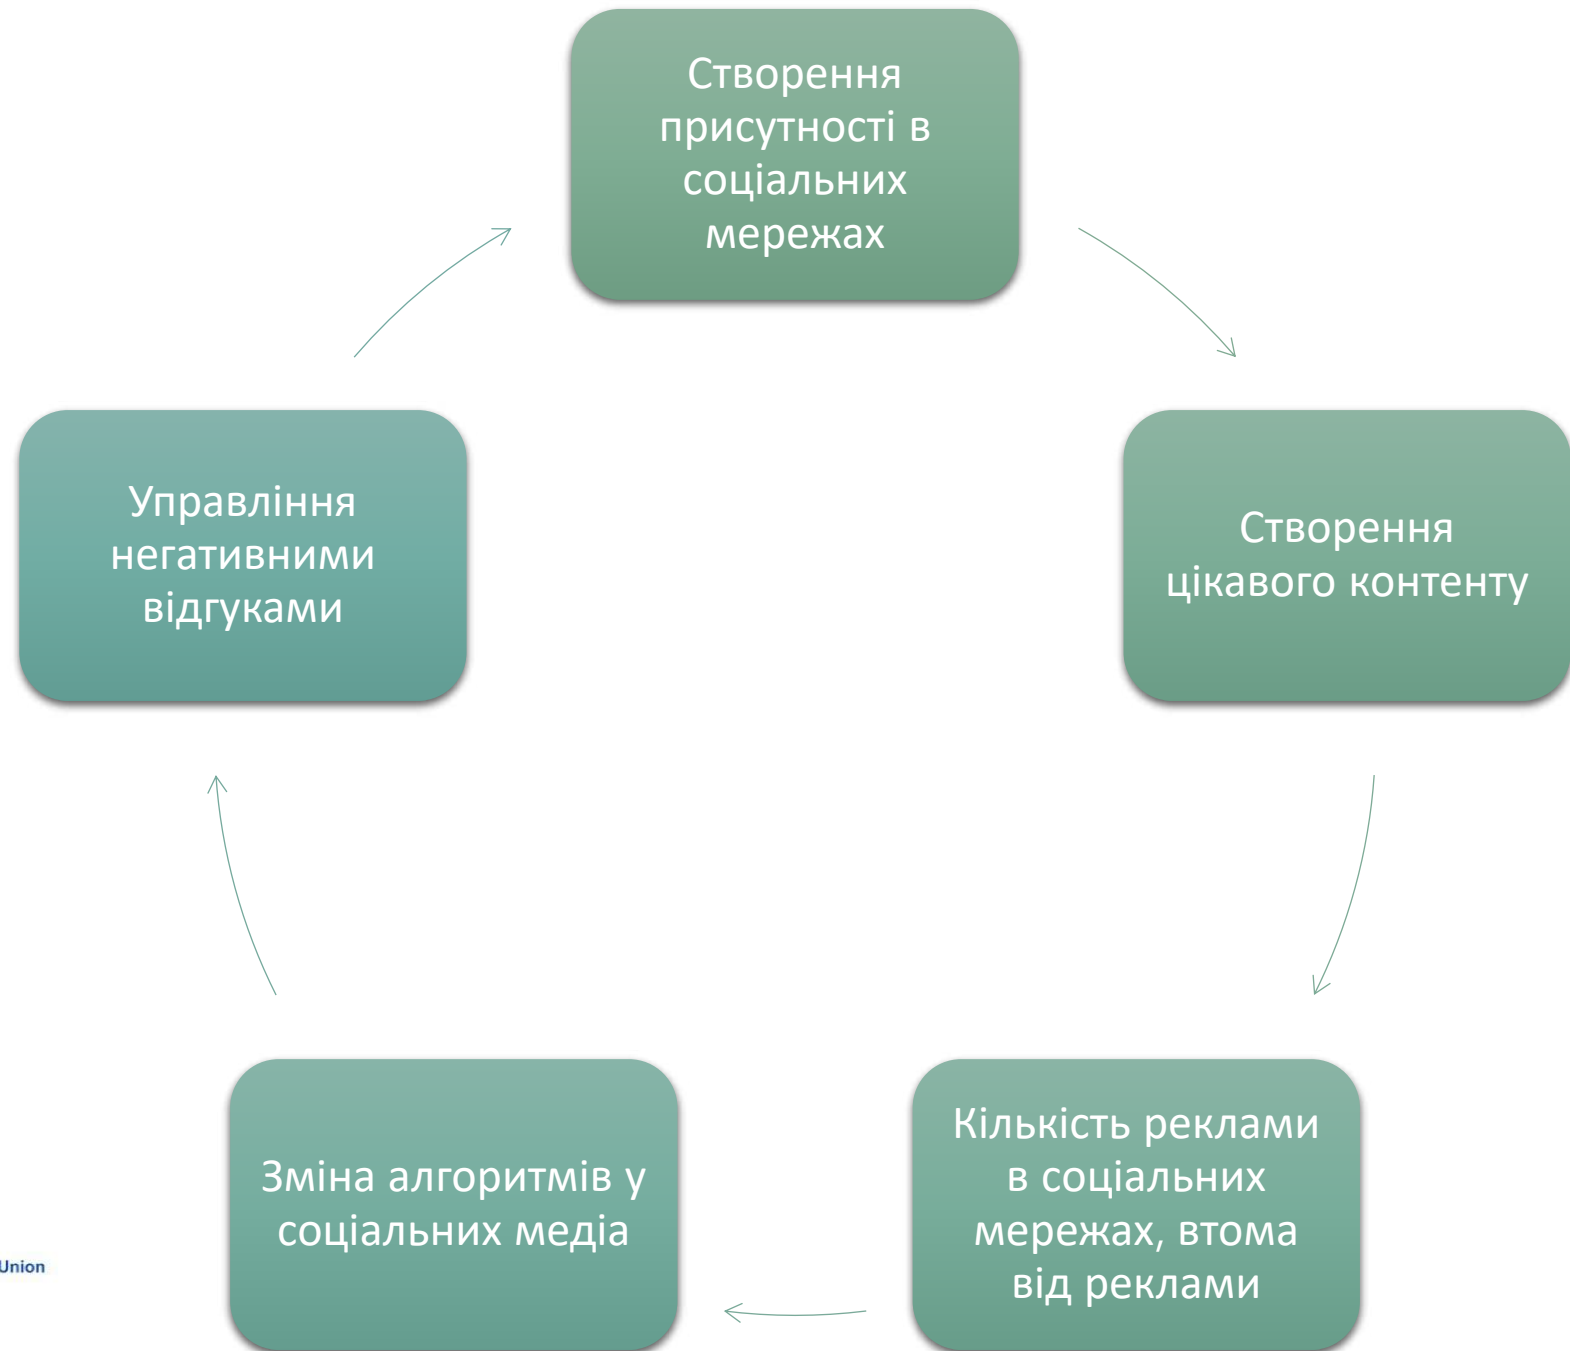 Створення
присутності в
соціальних
мережах
Створення
цікавого контенту
Кількість реклами
в соціальних
мережах, втома
від реклами
Зміна алгоритмів у
соціальних медіа
Управління
негативними
відгуками
Union